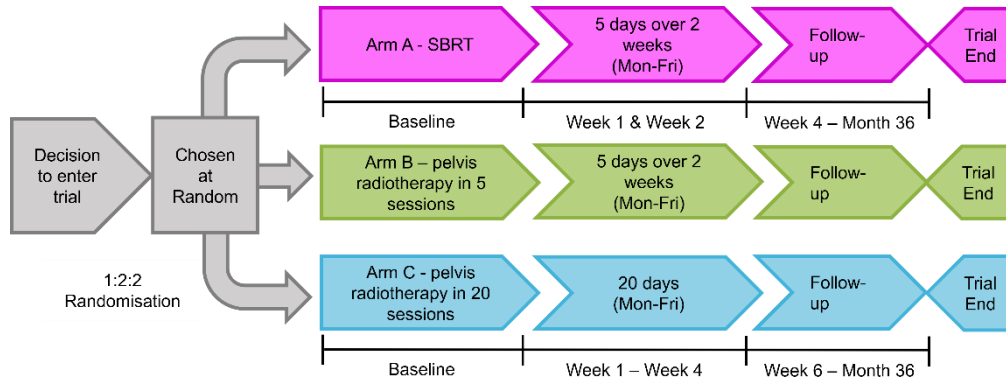 Decision
to enter
trial
Chosen
at
Random
1:2:2
Randomisation
Arm A - SBRT
5 days over 2
weeks
(Mon-Fri)
Follow-
up
Trial
End
Baseline
Week 1 & Week 2
Week 4 – Month 36
Arm B – pelvis
radiotherapy in 5
sessions
5 days over 2
weeks
(Mon-Fri)
Follow-
up
Trial
End
Arm C - pelvis
radiotherapy in 20
sessions
20 days
(Mon-Fri)
Follow-
up
Trial
End
Baseline
Week 1 – Week 4
Week 6 – Month 36